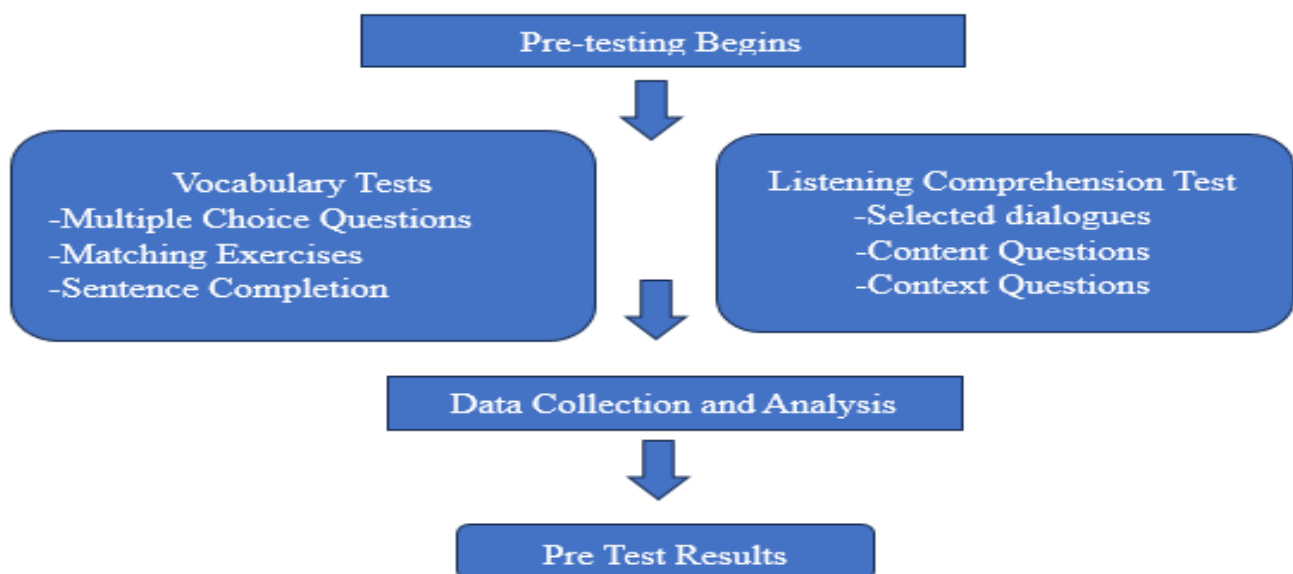 Pre-testing Begins
Vocabulary Tests
-Multiple Choice Questions
-Matching Exercises
-Sentence Completion
Listening Comprehension Test
-Selected dialogues
-Content Questions
-Context Questions
Data Collection and Analysis
Pre Test Results